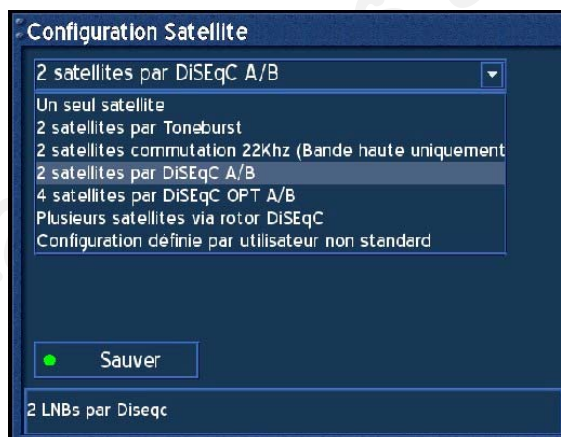 Configuration Satellite
2 satellites par DiSEqC A/B
Un seul satellite
2 satellites par Toneburst
2 satellites commutation 22Khz (Bande haute uniquement
2 satellites par DiSEqC A/B
4 satellites par DiSEqC OPT A/B
Plusieurs satellites via rotor DiSEqC
Configuration définie par utilisateur non standard
Sauver
2 LNBs par Diseqc